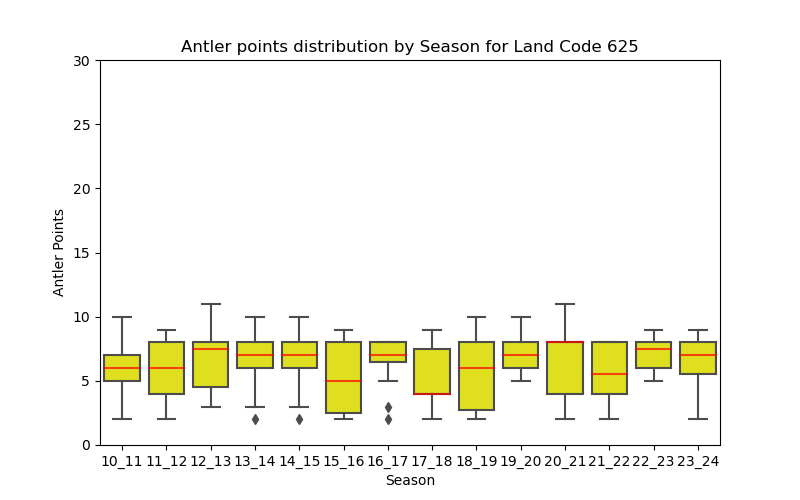 Antler points distribution by Season for Land Code 625
30
25
20
15
10
5
0
Antler Points
10_11 11_12 12_13 13_14 14_15 15_16 16_17 17_18 18_19 19_20 20_21 21_22 22_23 23_24
Season